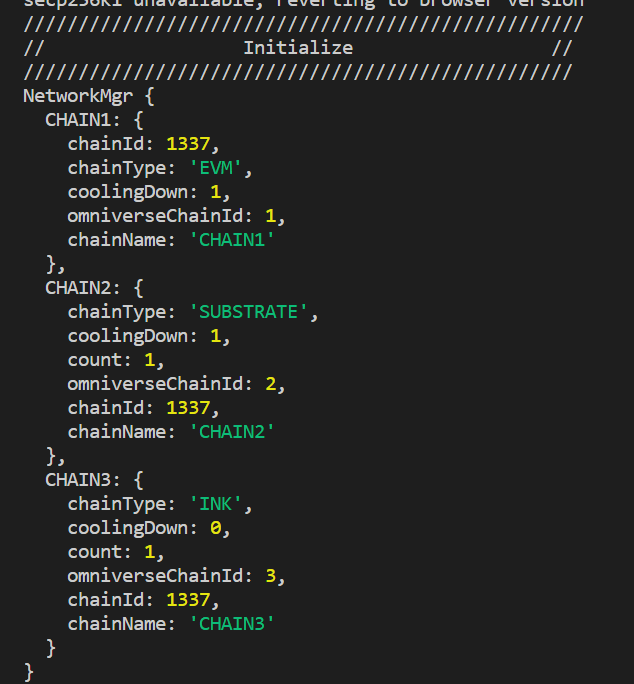 secp256k1 unavailable, reverting to browser version
///////////////////////////////////////////////////
//                  Initialize                  //
//////////////////////////////////////////////////
NetworkMgr {
  CHAIN1: {
    chainId: 1337,
    chainType: 'EVM',
    coolingDown: 1,
    omniverseChainId: 1,
    chainName: 'CHAIN1'
  },
  CHAIN2: {
    chainType: 'SUBSTRATE',
    coolingDown: 1,
    count: 1,
    omniverseChainId: 2,
    chainId: 1337,
    chainName: 'CHAIN2'
  },
  CHAIN3: {
    chainType: 'INK',
    coolingDown: 0,
    count: 1,
    omniverseChainId: 3,
    chainId: 1337,
    chainName: 'CHAIN3'
  }
}